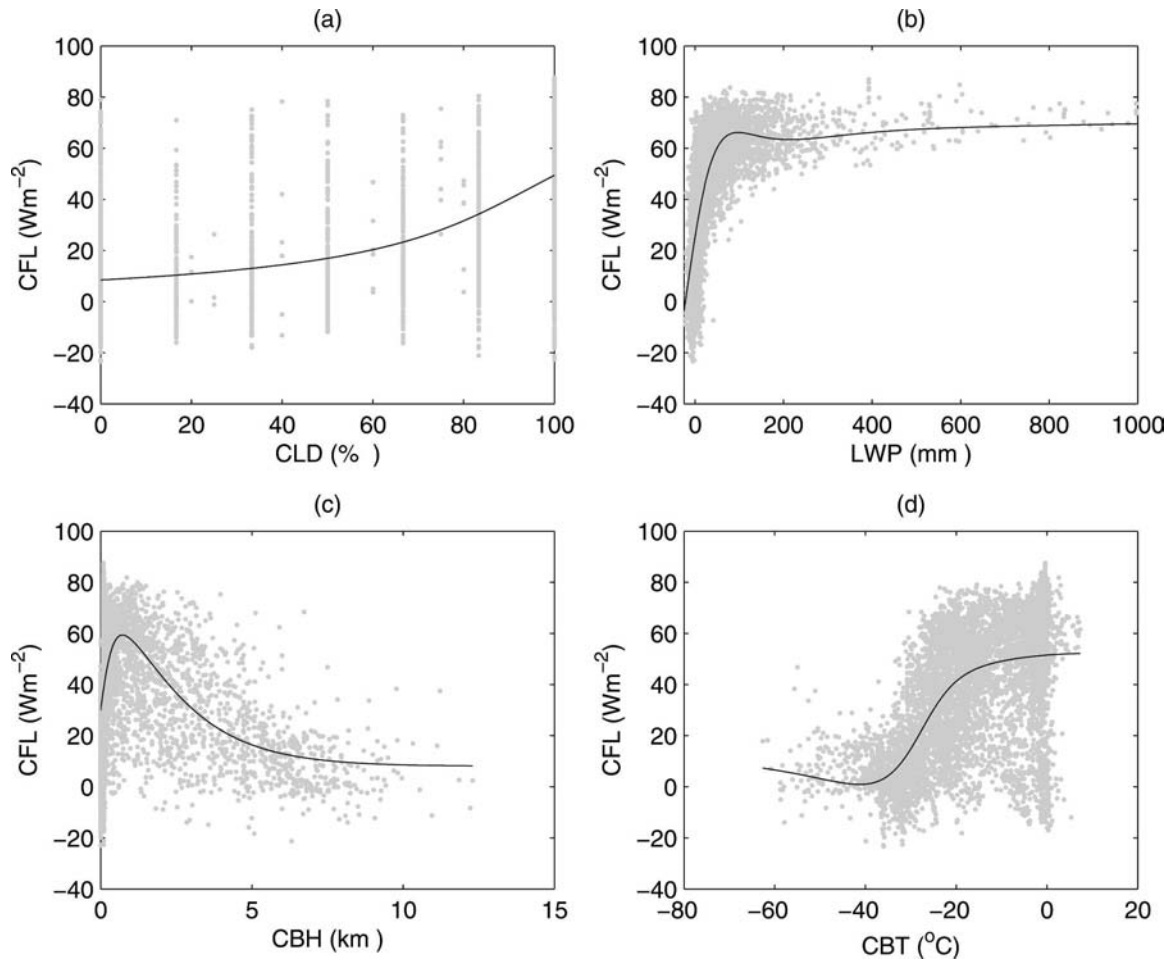 (a)
100
80
60
40
20
0
−20
−40
CFL (Wm⁻²)
0 20 40 60 80 100
CLD (% )
(b)
100
80
60
40
20
0
−20
−40
CFL (Wm⁻²)
0 200 400 600 800 1000
LWP (mm )
(c)
100
80
60
40
20
0
−20
−40
CFL (Wm⁻²)
0 5 10 15
CBH (km )
(d)
100
80
60
40
20
0
−20
−40
CFL (Wm⁻²)
−80 −60 −40 −20 0 20
CBT (°C)